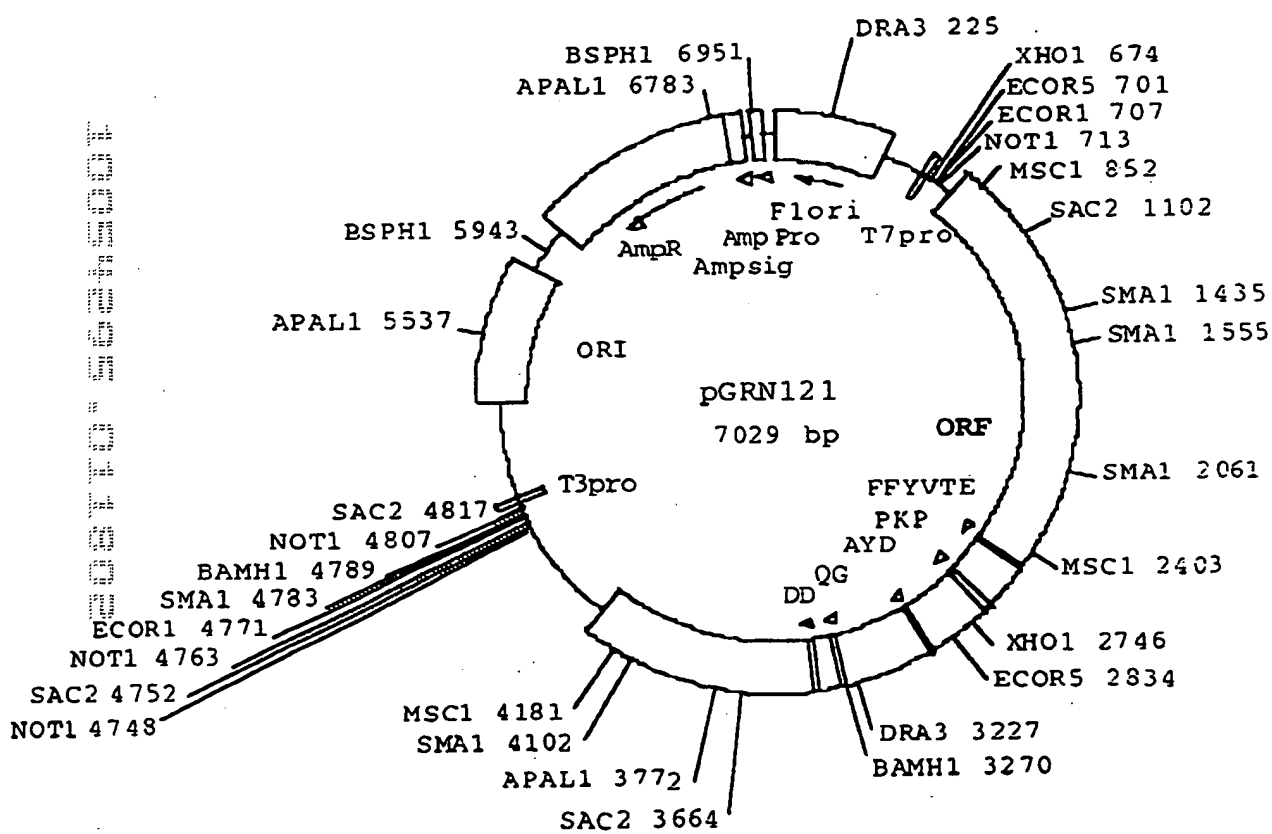 DRA3 225
BSPH1 6951
APAL1 6783
XHO1 674
ECOR5 701
ECOR1 707
NOT1 713
MSC1 852
SAC2 1102
SMA1 1435
SMA1 1555
SMA1 2061
MSC1 2403
XHO1 2746
ECOR5 2834
DRA3 3227
BAMH1 3270
SAC2 3664
APAL1 3772
SMA1 4102
MSC1 4181
NOT1 4748
SAC2 4752
NOT1 4763
ECOR1 4771
SMA1 4783
BAMH1 4789
NOT1 4807
SAC2 4817
T3pro
APAL1 5537
BSPH1 5943
ORI
AmpR
Amp Pro
Ampsig
F1ori
T7pro
pGRN121
7029 bp
ORF
FFYVTE
PKP
AYD
QG
DD